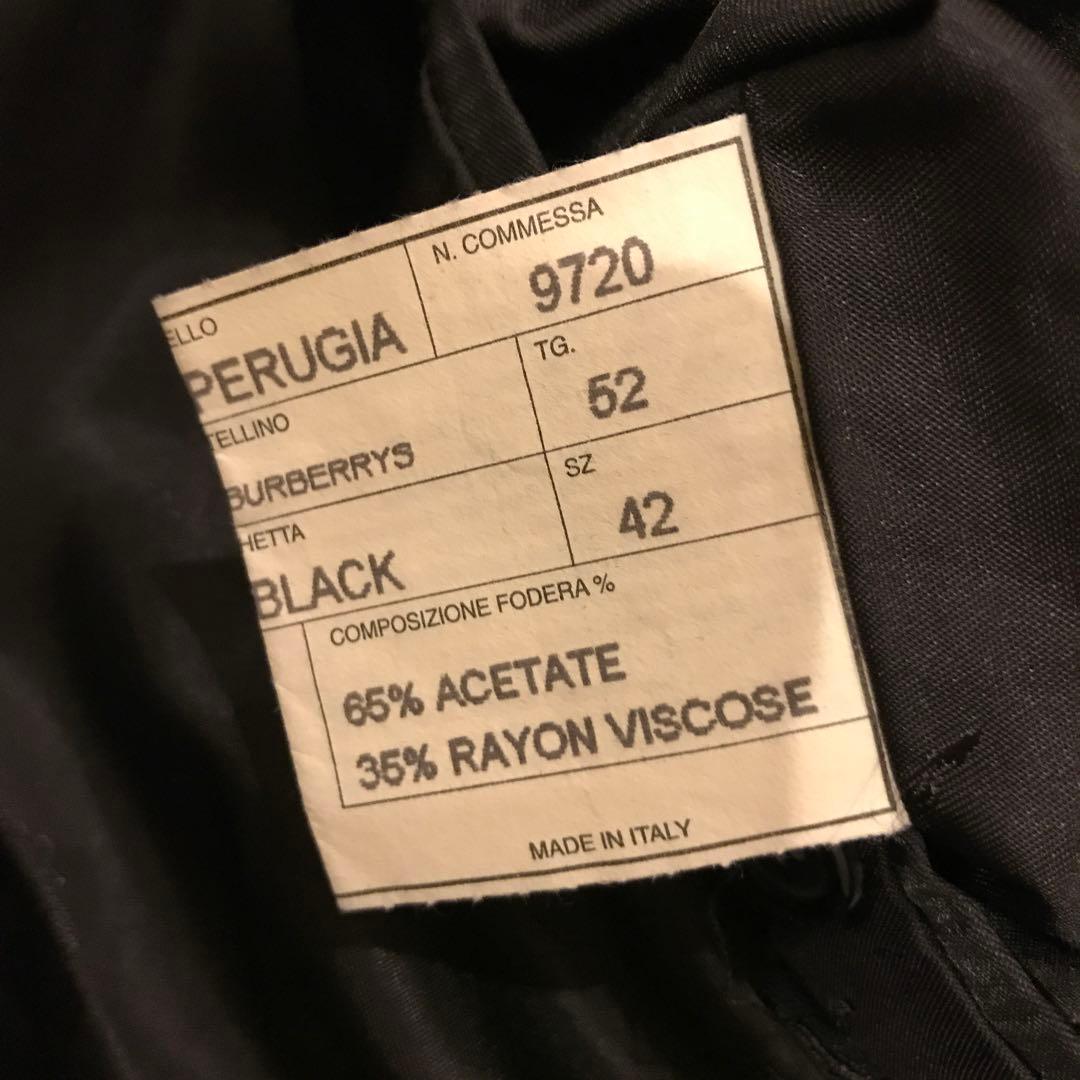 ELLO
N. COMMESSA
PERUGIA
9720
TELLINO
TG.
BURBERRYS
52
HETTA
SZ
BLACK
42
COMPOSIZIONE FODERA %
65% ACETATE
35% RAYON VISCOSE
MADE IN ITALY